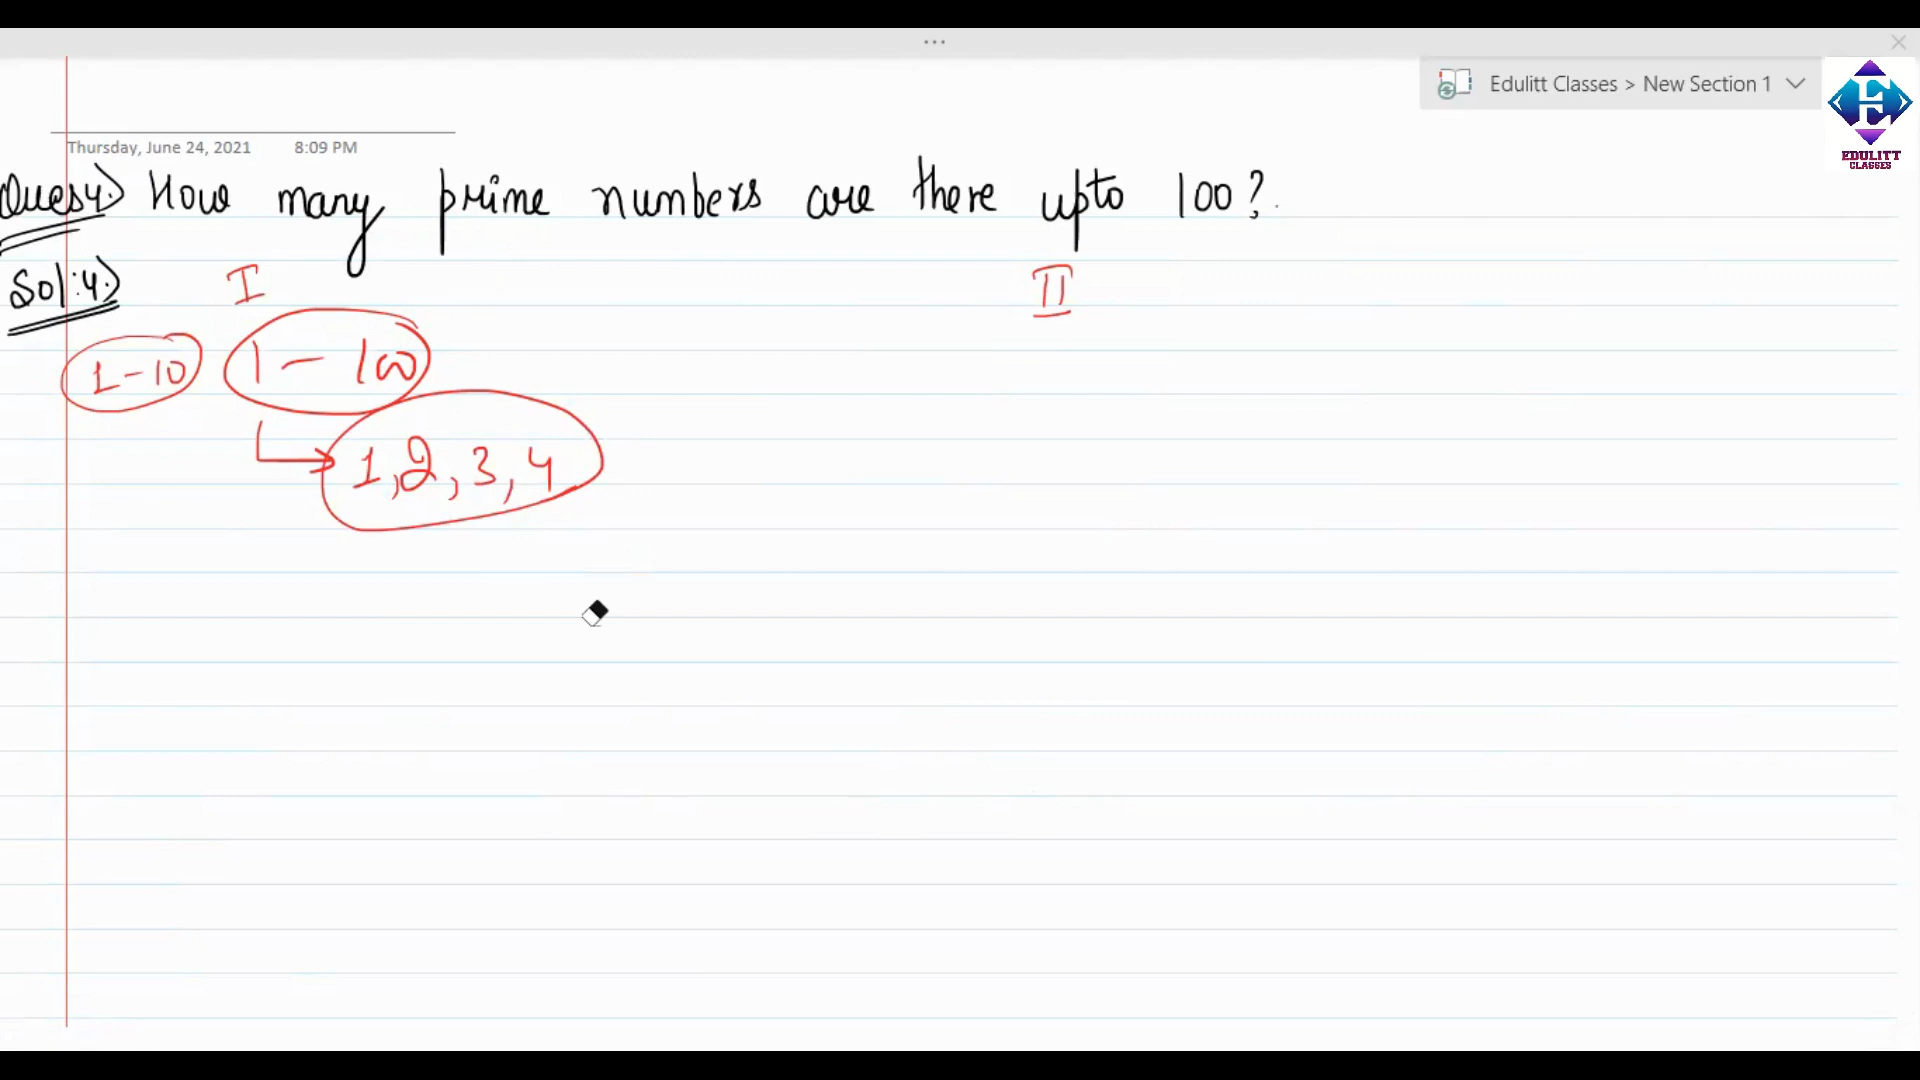 ...
Edulitt Classes > New Section 1
EDULITT
CLASSES
Thursday, June 24, 2021 8:09 PM
Ques4.) How many prime numbers are there upto 100?
Sol:4.)
I
II
1-10
1 - 100
1, 2, 3, 4